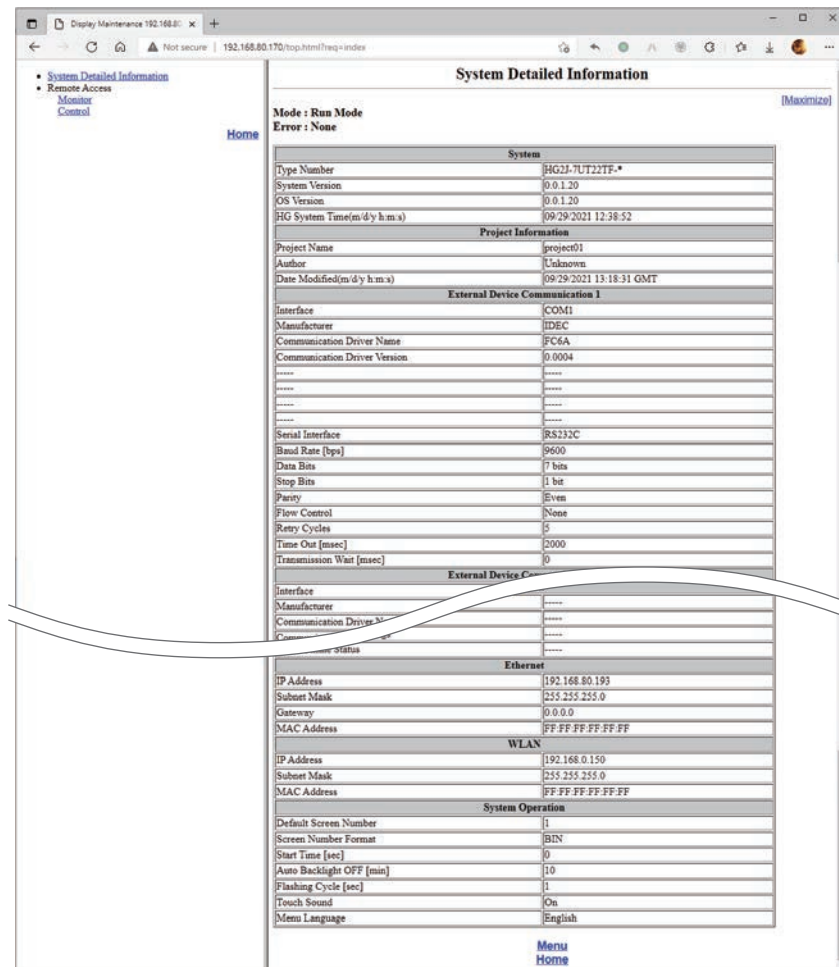 Display Maintenance 192.168.80
Not secure 192.168.80.170/top.html?req=index
System Detailed Information
Remote Access
Monitor
Control
Home
System Detailed Information
[Maximize]
Mode : Run Mode
Error : None
System
Type Number HG2J-7UT22TF-*
System Version 0.0.1.20
OS Version 0.0.1.20
HG System Time(m/d/y h:m:s) 09/29/2021 12:38:52
Project Information
Project Name project01
Author Unknown
Date Modified(m/d/y h:m:s) 09/29/2021 13:18:31 GMT
External Device Communication 1
Interface COM1
Manufacturer IDEC
Communication Driver Name FC6A
Communication Driver Version 0.0004
----- -----
----- -----
----- -----
----- -----
Serial Interface RS232C
Baud Rate [bps] 9600
Data Bits 7 bits
Stop Bits 1 bit
Parity Even
Flow Control None
Retry Cycles 5
Time Out [msec] 2000
Transmission Wait [msec] 0
External Device
Interface
Manufacturer -----
Communication Driver -----
-----
Status -----
Ethernet
IP Address 192.168.80.193
Subnet Mask 255.255.255.0
Gateway 0.0.0.0
MAC Address FF:FF:FF:FF:FF:FF
WLAN
IP Address 192.168.0.150
Subnet Mask 255.255.255.0
MAC Address FF:FF:FF:FF:FF:FF
System Operation
Default Screen Number 1
Screen Number Format BIN
Start Time [sec] 0
Auto Backlight OFF [min] 10
Flashing Cycle [sec] 1
Touch Sound On
Menu Language English
Menu
Home